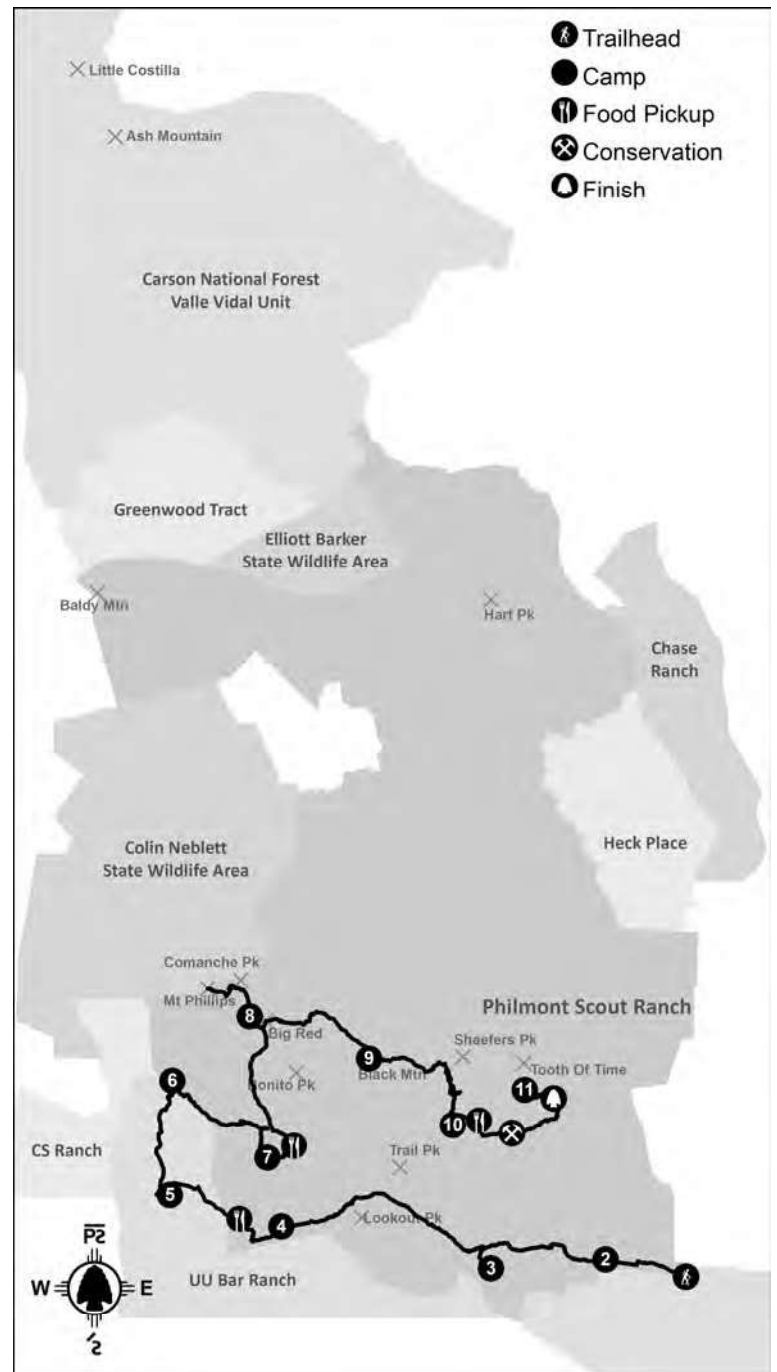 Trailhead
Camp
Food Pickup
Conservation
Finish
Little Costilla
Ash Mountain
Carson National Forest
Valle Vidal Unit
Greenwood Tract
Elliott Barker
State Wildlife Area
Baldy Mtn
Hart Pk
Chase
Ranch
Heck Place
Colin Neblett
State Wildlife Area
Comanche Pk
Mt Phillips
Philmont Scout Ranch
8
Big Red
Shaefers Pk
9
Black Mtn
Tooth Of Time
6
Bonito Pk
11
10
CS Ranch
7
Trail Pk
5
4
Lookout Pk
3
2
UU Bar Ranch
W
E